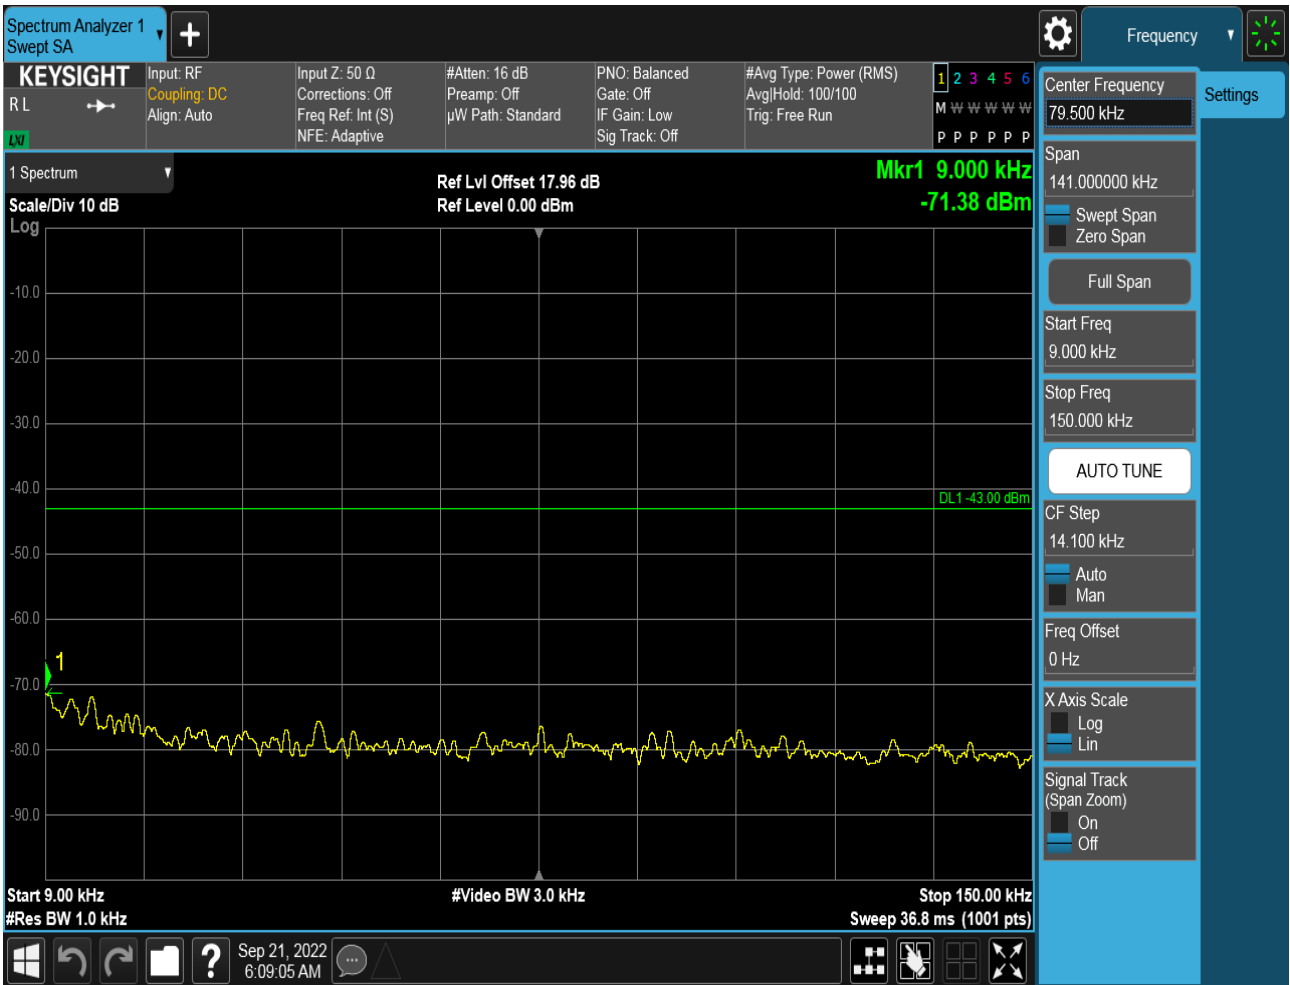 Spectrum Analyzer 1
Swept SA
Frequency
KEYSIGHT
R L
LXI
Input: RF
Coupling: DC
Align: Auto
Input Z: 50 Ω
Corrections: Off
Freq Ref: Int (S)
NFE: Adaptive
#Atten: 16 dB
Preamp: Off
µW Path: Standard
PNO: Balanced
Gate: Off
IF Gain: Low
Sig Track: Off
#Avg Type: Power (RMS)
Avg|Hold: 100/100
Trig: Free Run
1 2 3 4 5 6
M W W W W W
P P P P P P
1 Spectrum
Scale/Div 10 dB
Log
Ref Lvl Offset 17.96 dB
Ref Level 0.00 dBm
Mkr1 9.000 kHz
-71.38 dBm
-10.0
-20.0
-30.0
-40.0
DL1 -43.00 dBm
-50.0
-60.0
1
-70.0
-80.0
-90.0
Start 9.00 kHz
#Res BW 1.0 kHz
#Video BW 3.0 kHz
Stop 150.00 kHz
Sweep 36.8 ms (1001 pts)
Center Frequency
79.500 kHz
Settings
Span
141.000000 kHz
Swept Span
Zero Span
Full Span
Start Freq
9.000 kHz
Stop Freq
150.000 kHz
AUTO TUNE
CF Step
14.100 kHz
Auto
Man
Freq Offset
0 Hz
X Axis Scale
Log
Lin
Signal Track
(Span Zoom)
On
Off
?
Sep 21, 2022
6:09:05 AM